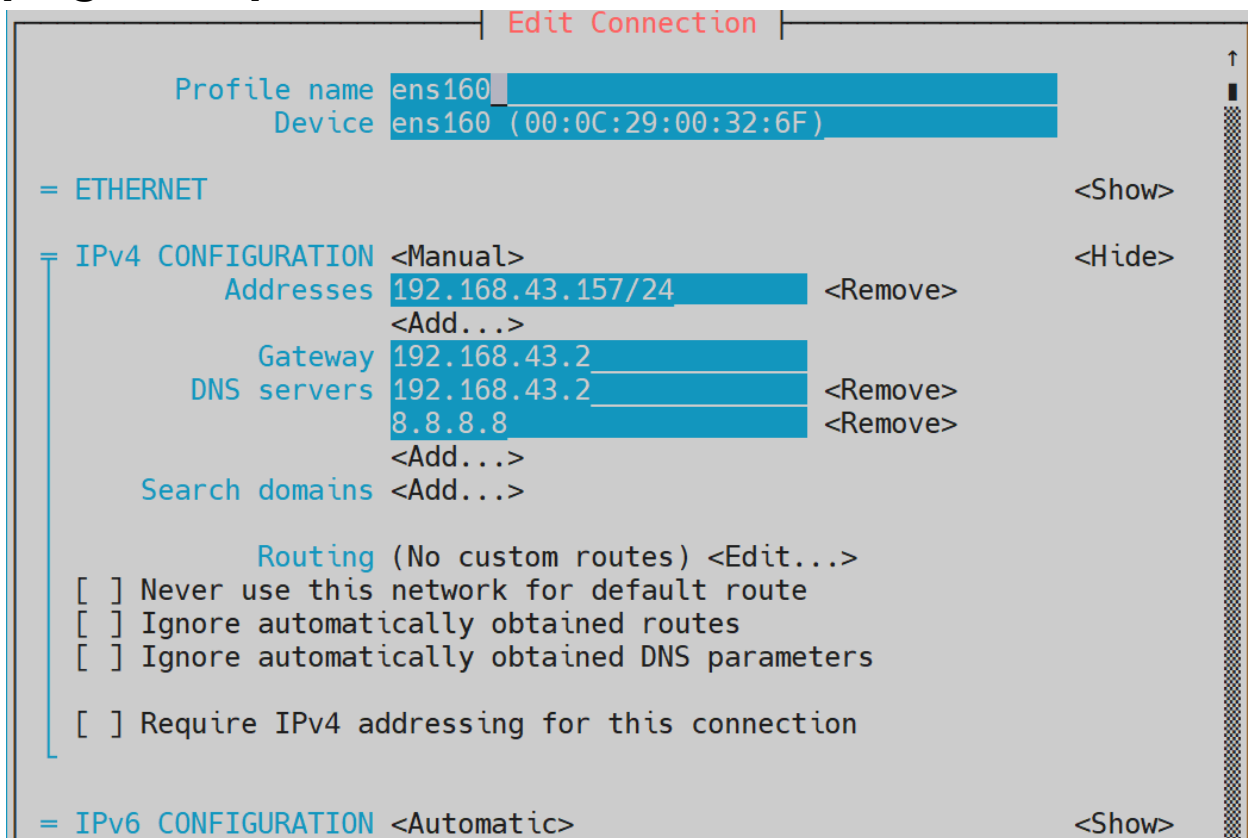 Edit Connection
Profile name ens160
Device ens160 (00:0C:29:00:32:6F)
= ETHERNET <Show>
= IPv4 CONFIGURATION <Manual> <Hide>
Addresses 192.168.43.157/24 <Remove>
<Add...>
Gateway 192.168.43.2
DNS servers 192.168.43.2 <Remove>
8.8.8.8 <Remove>
<Add...>
Search domains <Add...>
Routing (No custom routes) <Edit...>
[ ] Never use this network for default route
[ ] Ignore automatically obtained routes
[ ] Ignore automatically obtained DNS parameters
[ ] Require IPv4 addressing for this connection
= IPv6 CONFIGURATION <Automatic> <Show>